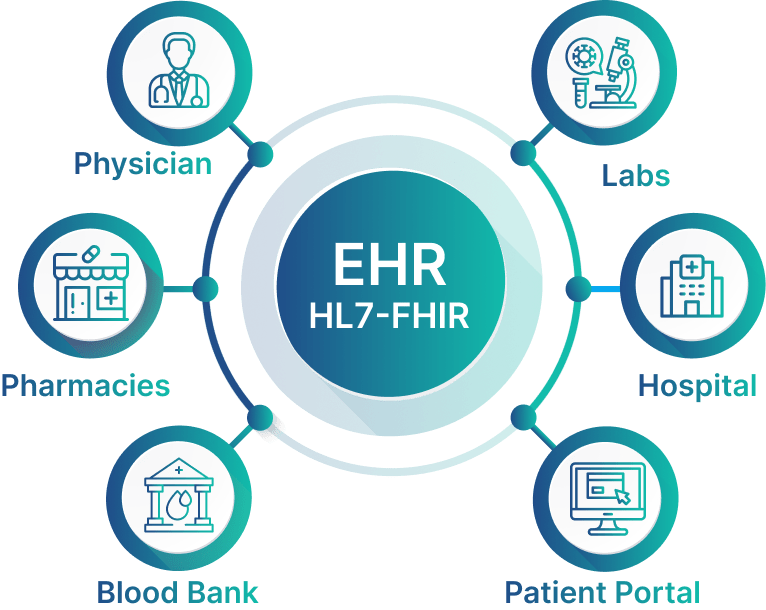 Physician
Labs
EHR
HL7-FHIR
Pharmacies
Hospital
Blood Bank
Patient Portal